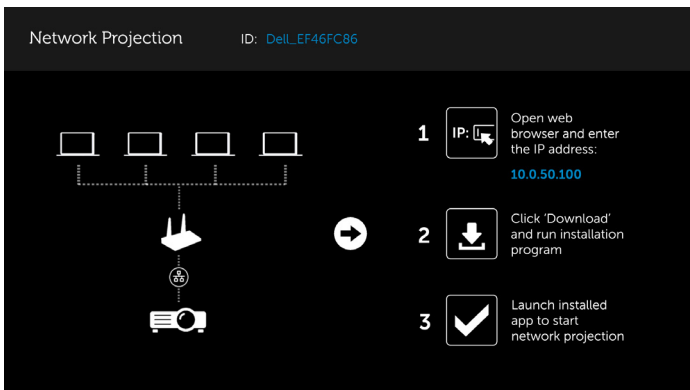 Network Projection ID: Dell_EF46FC86
1
IP:
Open web
browser and enter
the IP address:
10.0.50.100
2
Click ‘Download’
and run installation
program
3
Launch installed
app to start
network projection